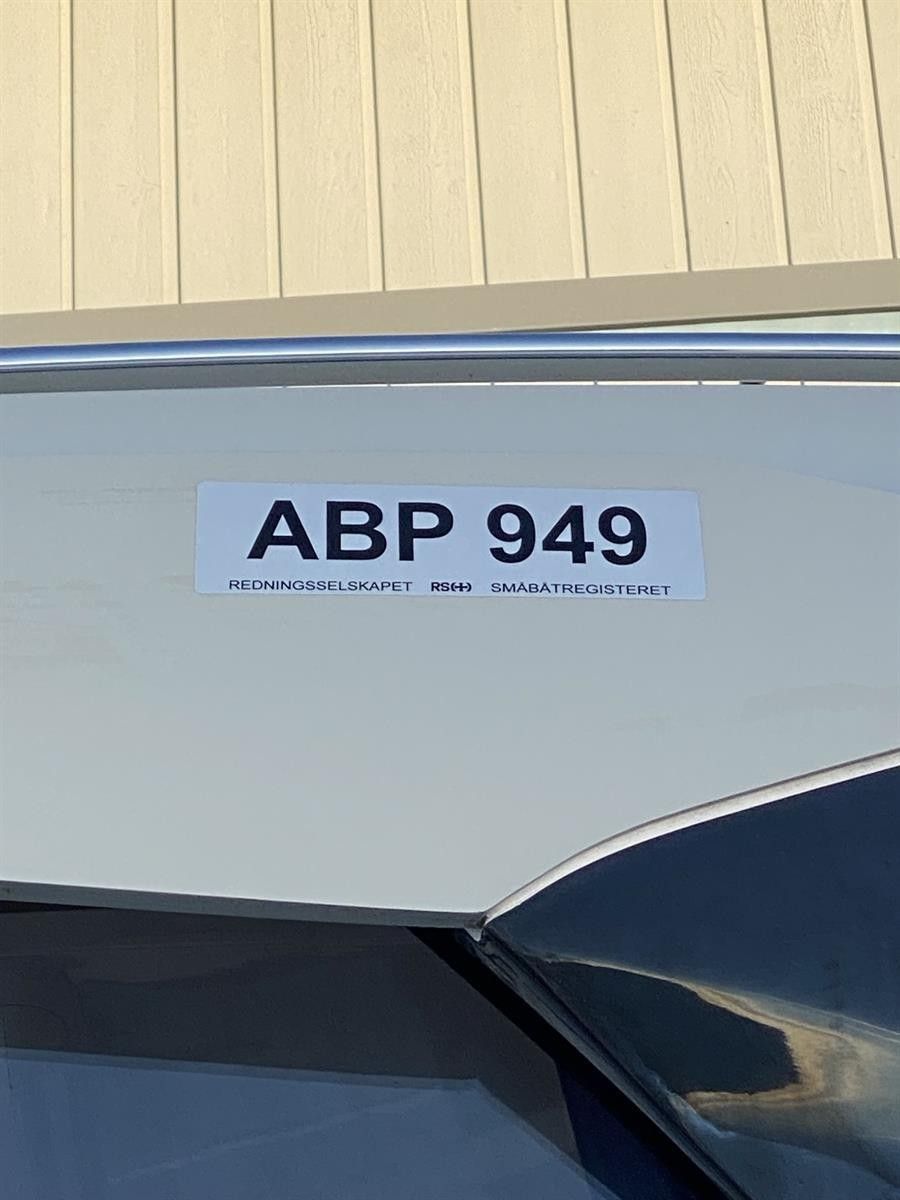 ABP 949
REDNINGSSELSKAPET RS SMÅBÅTREGISTERET